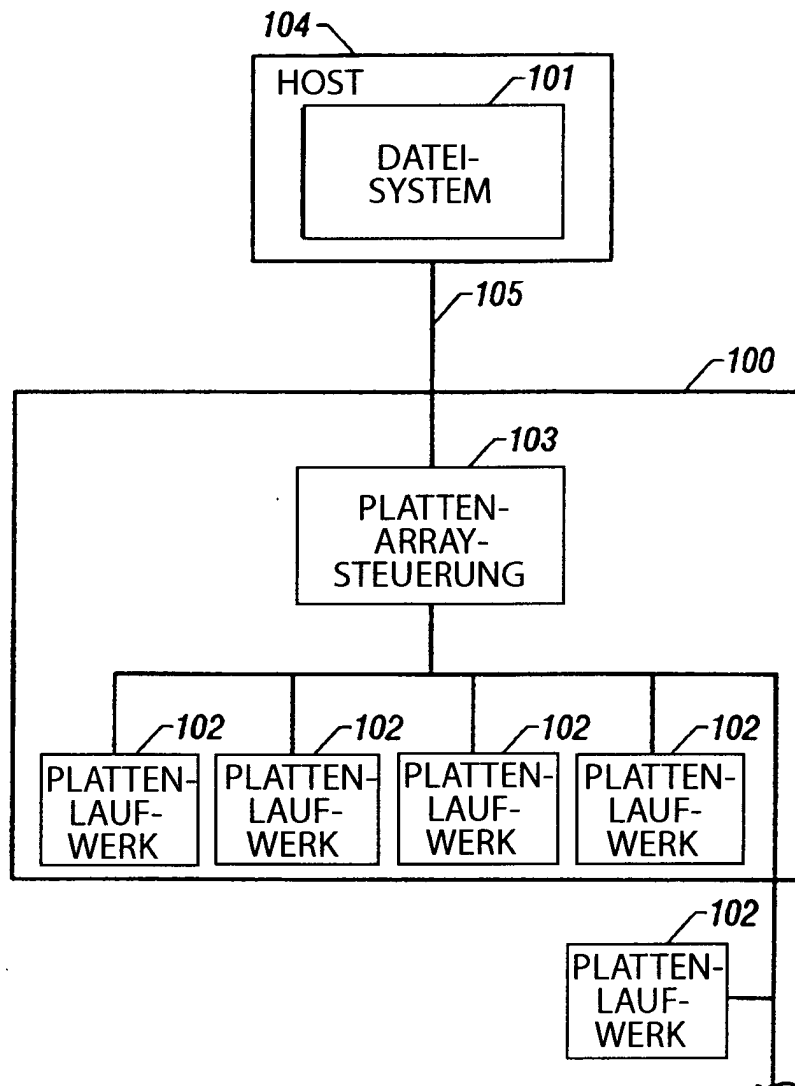 104
HOST
101
DATEI-
SYSTEM
105
100
103
PLATTEN-
ARRAY-
STEUERUNG
102
102
102
102
PLATTEN-
LAUF-
WERK
PLATTEN-
LAUF-
WERK
PLATTEN-
LAUF-
WERK
PLATTEN-
LAUF-
WERK
102
PLATTEN-
LAUF-
WERK